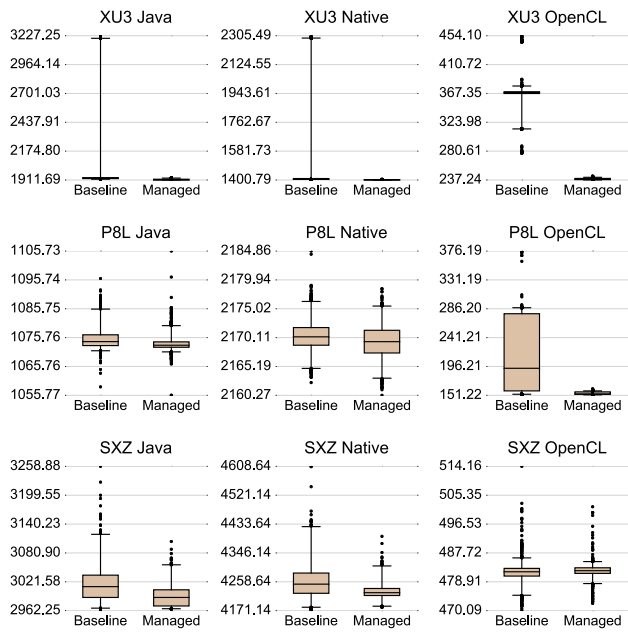 XU3 Java XU3 Native XU3 OpenCL
3227.25 2305.49 454.10
2964.14 2124.55 410.72
2701.03 1943.61 367.35
2437.91 1762.67 323.98
2174.80 1581.73 280.61
1911.69 1400.79 237.24
Baseline Managed Baseline Managed Baseline Managed
P8L Java P8L Native P8L OpenCL
1105.73 2184.86 376.19
1095.74 2179.94 331.19
1085.75 2175.02 286.20
1075.76 2170.11 241.21
1065.76 2165.19 196.21
1055.77 2160.27 151.22
Baseline Managed Baseline Managed Baseline Managed
SXZ Java SXZ Native SXZ OpenCL
3258.88 4608.64 514.16
3199.55 4521.14 505.35
3140.23 4433.64 496.53
3080.90 4346.14 487.72
3021.58 4258.64 478.91
2962.25 4171.14 470.09
Baseline Managed Baseline Managed Baseline Managed